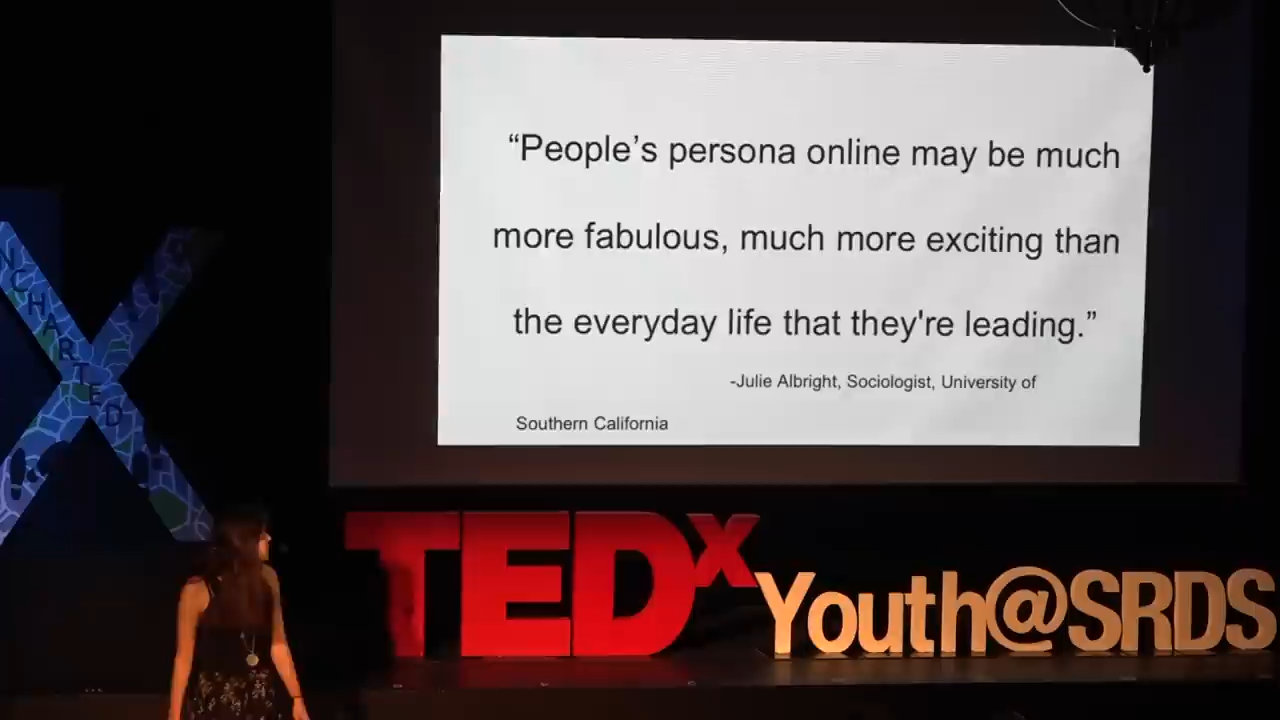 “People’s persona online may be much
more fabulous, much more exciting than
the everyday life that they're leading.”
-Julie Albright, Sociologist, University of
Southern California
NCHARTED
TEDx
Youth@SRDS